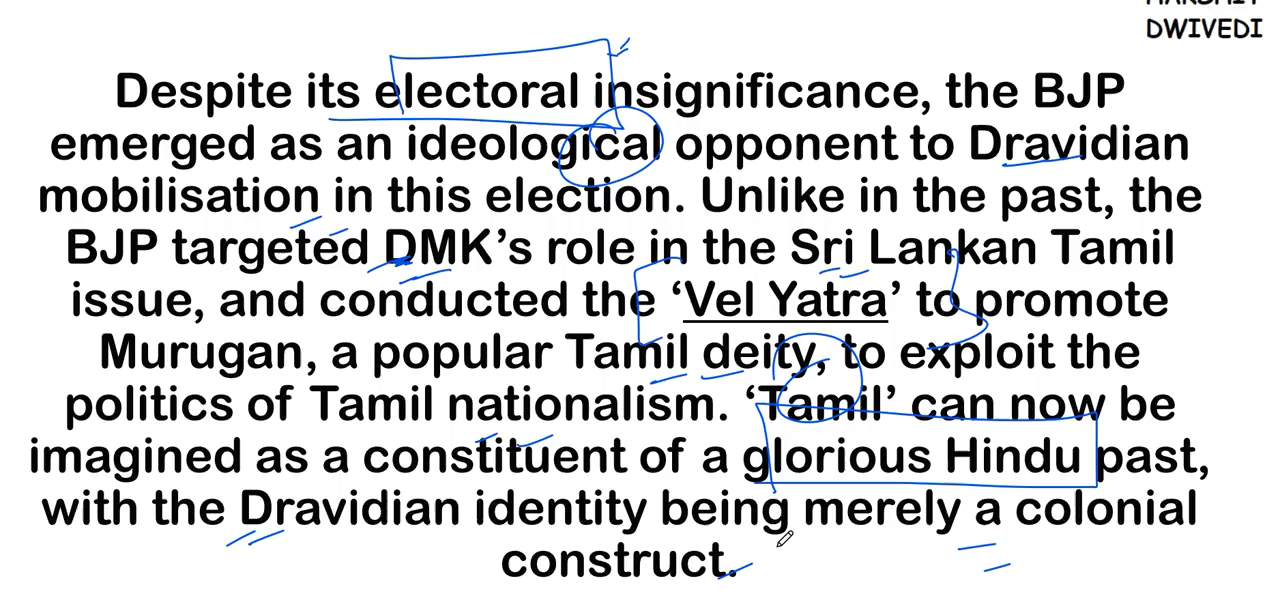 DWIVEDI
Despite its electoral insignificance, the BJP
emerged as an ideological opponent to Dravidian
mobilisation in this election. Unlike in the past, the
BJP targeted DMK’s role in the Sri Lankan Tamil
issue, and conducted the ‘Vel Yatra’ to promote
Murugan, a popular Tamil deity, to exploit the
politics of Tamil nationalism. ‘Tamil’ can now be
imagined as a constituent of a glorious Hindu past,
with the Dravidian identity being merely a colonial
construct.